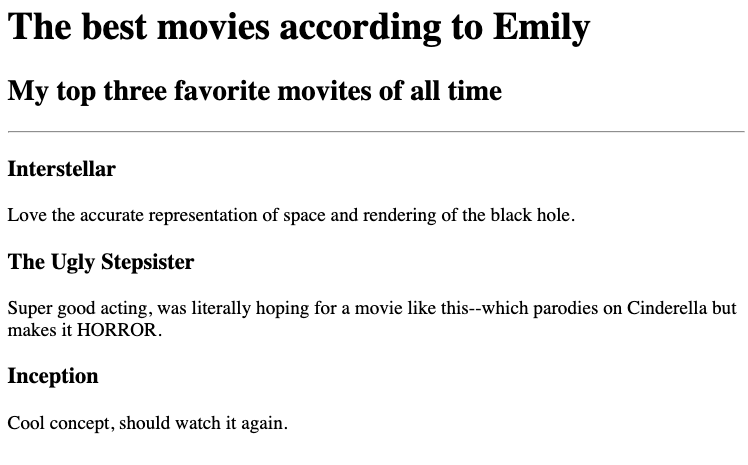 The best movies according to Emily
My top three favorite movites of all time
Interstellar
Love the accurate representation of space and rendering of the black hole.
The Ugly Stepsister
Super good acting, was literally hoping for a movie like this--which parodies on Cinderella but
makes it HORROR.
Inception
Cool concept, should watch it again.